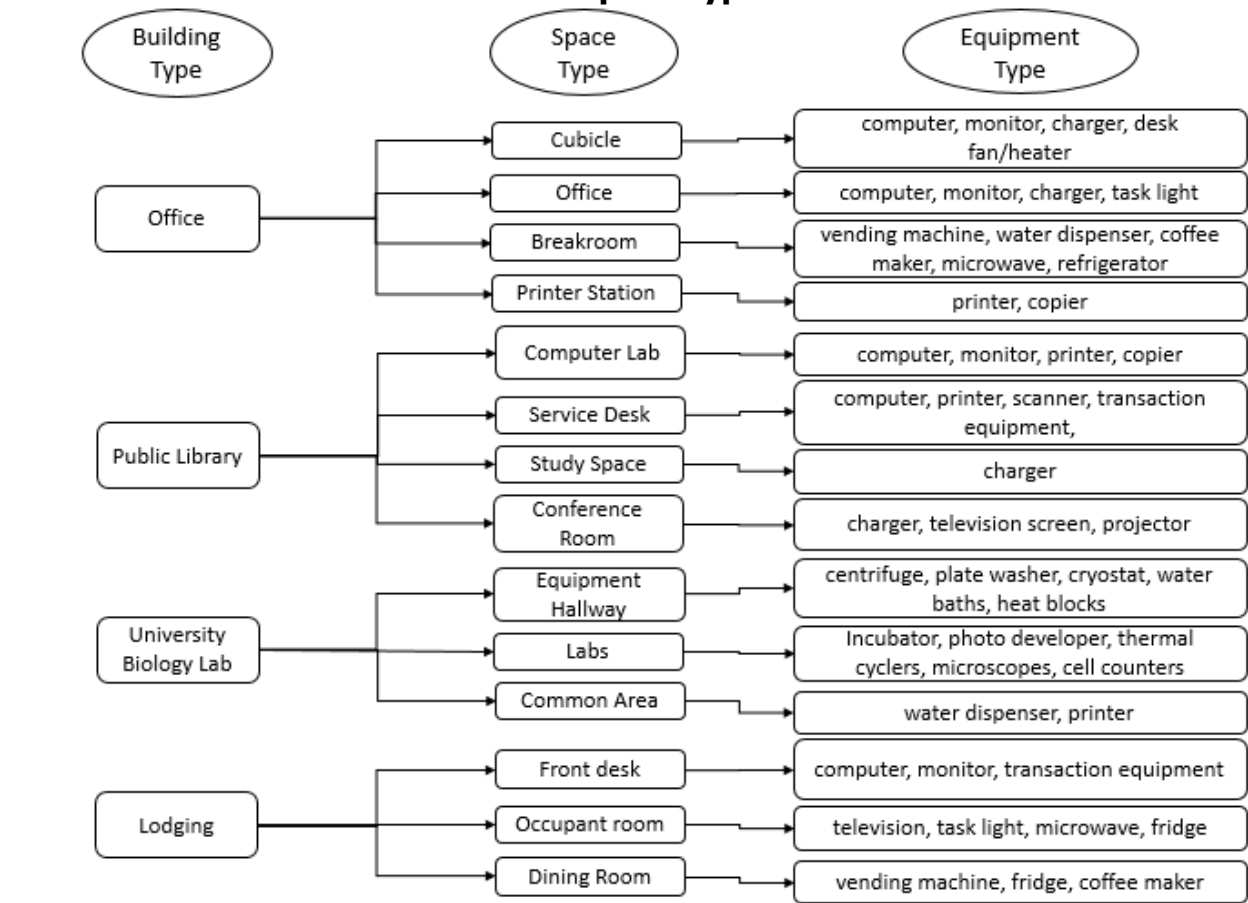 Building
Type
Space
Type
Equipment
Type
Office
Cubicle
computer, monitor, charger, desk
fan/heater
Office
computer, monitor, charger, task light
Breakroom
vending machine, water dispenser, coffee
maker, microwave, refrigerator
Printer Station
printer, copier
Public Library
Computer Lab
computer, monitor, printer, copier
Service Desk
computer, printer, scanner, transaction
equipment,
Study Space
charger
Conference
Room
charger, television screen, projector
University
Biology Lab
Equipment
Hallway
centrifuge, plate washer, cryostat, water
baths, heat blocks
Labs
Incubator, photo developer, thermal
cyclers, microscopes, cell counters
Common Area
water dispenser, printer
Lodging
Front desk
computer, monitor, transaction equipment
Occupant room
television, task light, microwave, fridge
Dining Room
vending machine, fridge, coffee maker